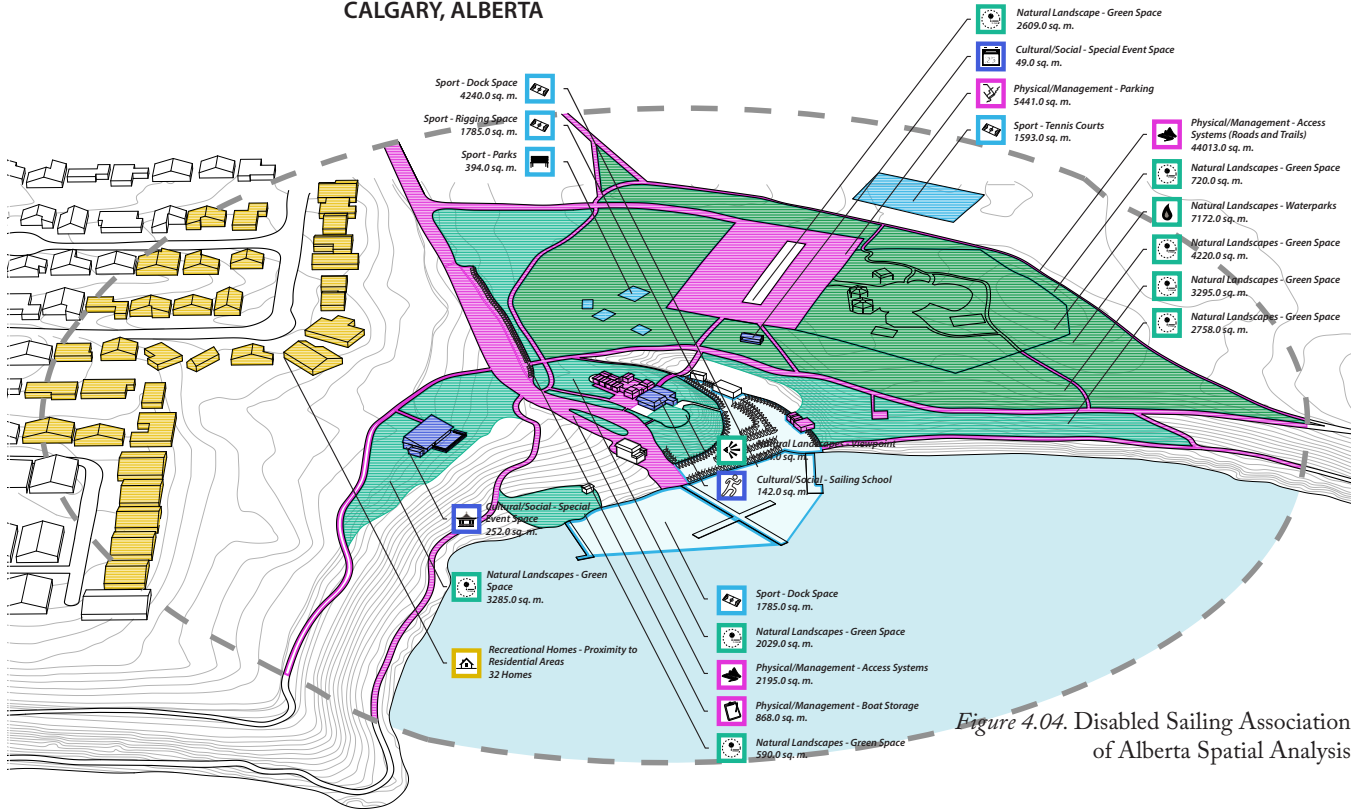 CALGARY, ALBERTA
Natural Landscape - Green Space
2609.0 sq. m.
Cultural/Social - Special Event Space
49.0 sq. m.
Physical/Management - Parking
5441.0 sq. m.
Sport - Tennis Courts
1593.0 sq. m.
Sport - Dock Space
4240.0 sq. m.
Sport - Rigging Space
1785.0 sq. m.
Sport - Parks
394.0 sq. m.
Physical/Management - Access
Systems (Roads and Trails)
44013.0 sq. m.
Natural Landscapes - Green Space
720.0 sq. m.
Natural Landscapes - Waterparks
7172.0 sq. m.
Natural Landscapes - Green Space
4220.0 sq. m.
Natural Landscapes - Green Space
3295.0 sq. m.
Natural Landscapes - Green Space
2758.0 sq. m.
Natural Landscapes - Viewpoint
sq. m.
Cultural/Social - Sailing School
142.0 sq. m.
Cultural/Social - Special
Event Space
252.0 sq. m.
Natural Landscapes - Green
Space
3285.0 sq. m.
Recreational Homes - Proximity to
Residential Areas
32 Homes
Sport - Dock Space
1785.0 sq. m.
Natural Landscapes - Green Space
2029.0 sq. m.
Physical/Management - Access Systems
2195.0 sq. m.
Physical/Management - Boat Storage
868.0 sq. m.
Natural Landscapes - Green Space
590.0 sq. m.
Figure 4.04. Disabled Sailing Association
of Alberta Spatial Analysis